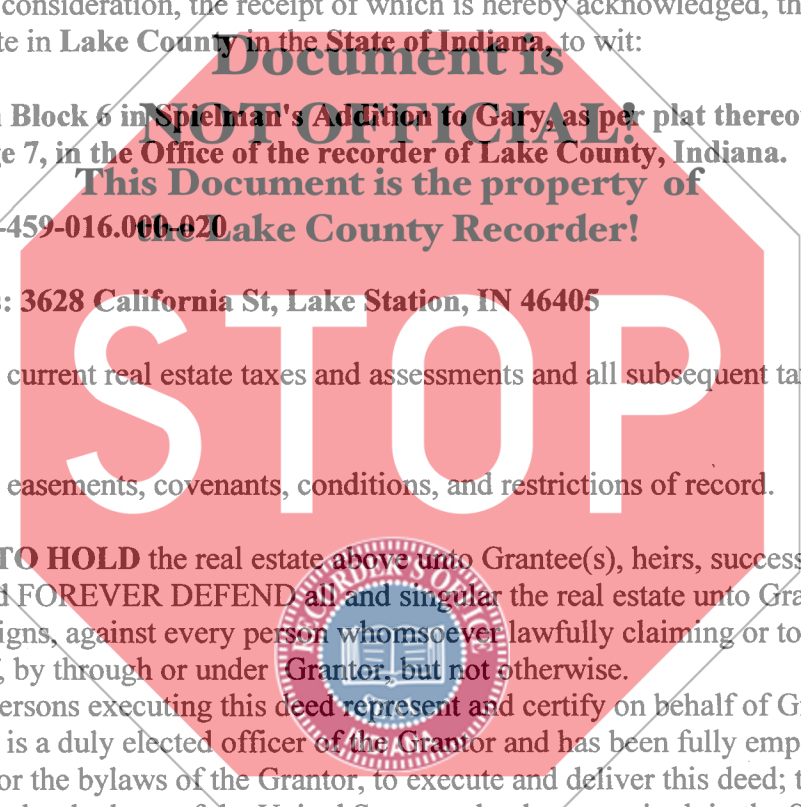 consideration, the receipt of which is hereby acknowledged, th
te in Lake County in the State of Indiana, to wit:
Document is
Block 6 in Spielman's Addition to Gary, as per plat thereo
NOT OFFICIAL!
ge 7, in the Office of the recorder of Lake County, Indiana.
This Document is the property of
-459-016.000-020
the Lake County Recorder!
s: 3628 California St, Lake Station, IN 46405
STOP
current real estate taxes and assessments and all subsequent ta
easements, covenants, conditions, and restrictions of record.
TO HOLD the real estate above unto Grantee(s), heirs, success
d FOREVER DEFEND all and singular the real estate unto Gra
igns, against every person whomsoever lawfully claiming or to
, by through or under Grantor, but not otherwise.
ersons executing this deed represent and certify on behalf of G
is a duly elected officer of the Grantor and has been fully emp
or the bylaws of the Grantor, to execute and deliver this deed; t
RECORDER'S OFFICE